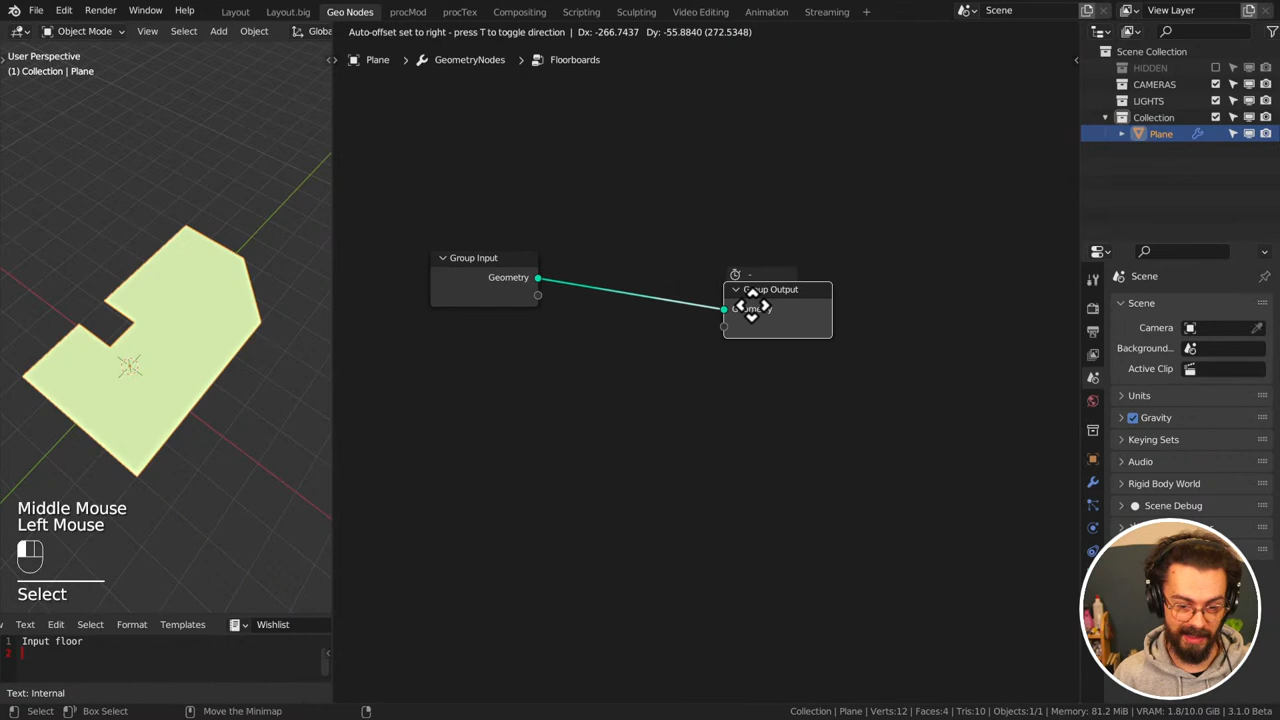 File Edit Render Window Help
Layout Layout.big Geo Nodes procMod procTex Compositing Scripting Sculpting Video Editing Animation Streaming
Scene
View Layer
Object Mode View Select Add Object Globa
Auto-offset set to right - press T to toggle direction | Dx: -266.7437 Dy: -55.8840 (272.5348)
User Perspective
(1) Collection | Plane
Plane GeometryNodes Floorboards
Scene Collection
HIDDEN
CAMERAS
LIGHTS
Collection
Plane
Group Input
Geometry
-
Group Output
Scene
Scene
Camera
Background...
Active Clip
Units
Gravity
Keying Sets
Audio
Rigid Body World
Scene Debug
Middle Mouse
Left Mouse
Select
Text Edit Select Format Templates Wishlist
1 Input floor
2
Text: Internal
Select Box Select Move the Minimap
Collection | Plane | Verts:12 | Faces:4 | Tris:10 | Objects:1/1 | Memory: 81.2 MiB | VRAM: 1.8/10.0 GiB | 3.1.0 Beta